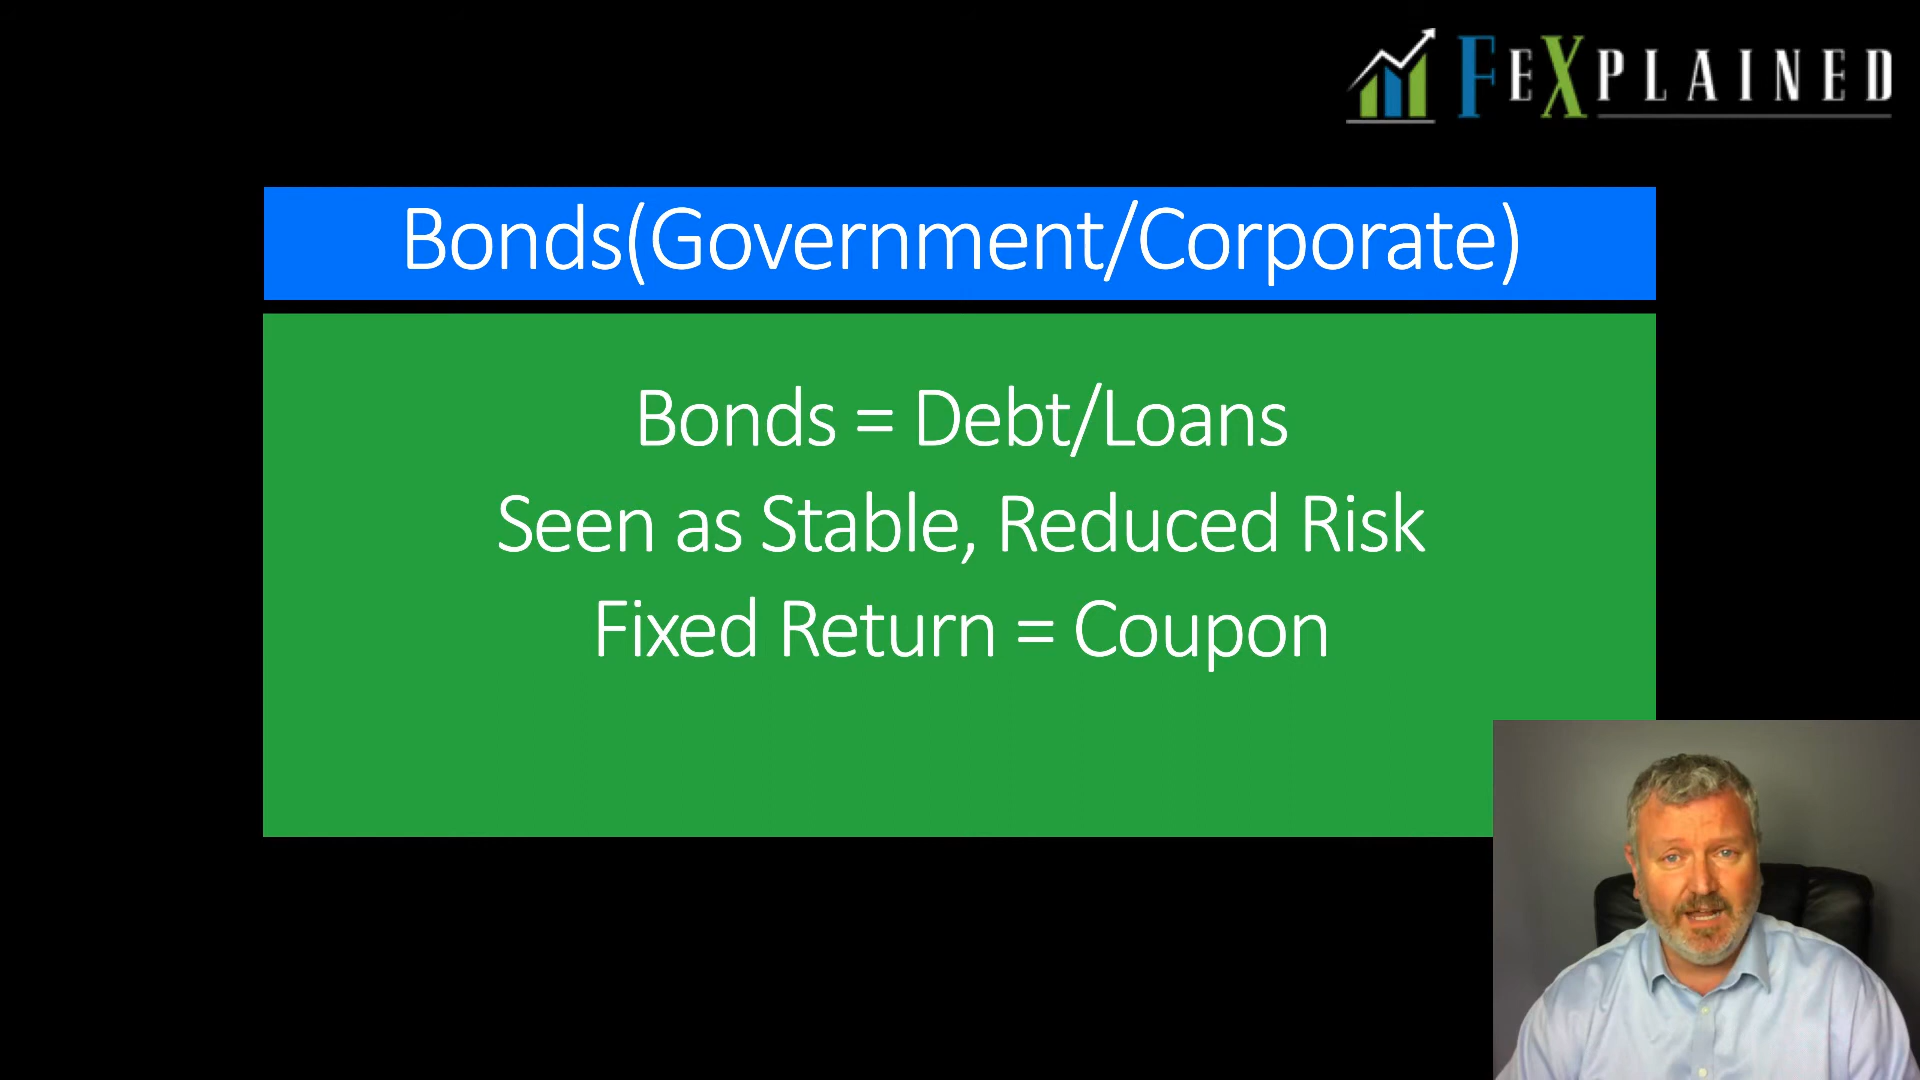 FEXPLAINED
Bonds(Government/Corporate)
Bonds = Debt/Loans
Seen as Stable, Reduced Risk
Fixed Return = Coupon